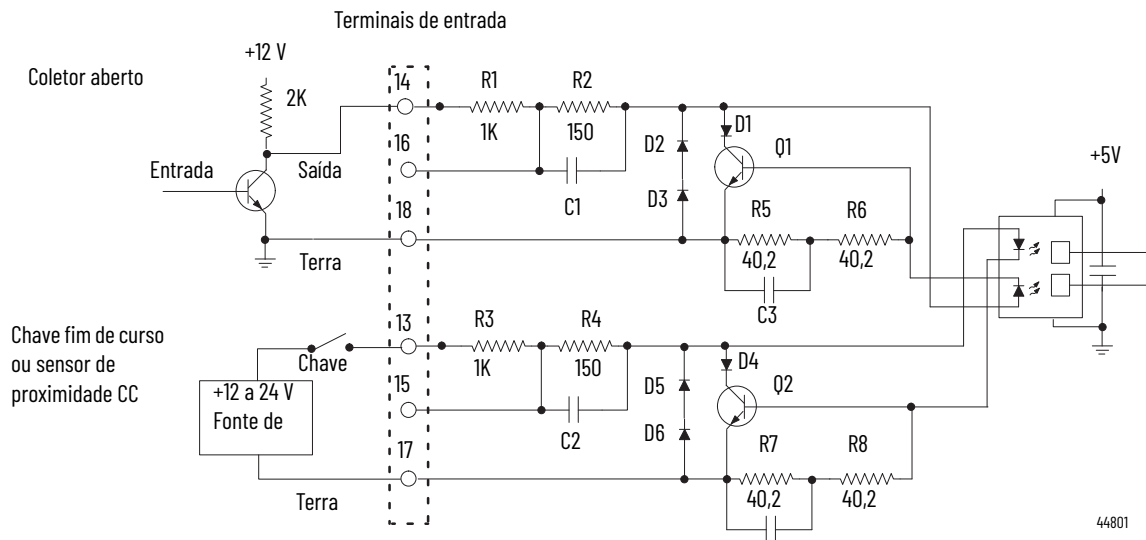 Terminais de entrada
+12 V
Coletor aberto
2K
14
R1
R2
1K
150
D1
16
D2
Q1
+5V
Entrada
Saída
C1
D3
18
R5
R6
Terra
40,2
40,2
C3
13
R3
R4
Chave fim de curso
ou sensor de
proximidade CC
Chave
1K
150
D4
+12 a 24 V
Fonte de
15
D5
Q2
C2
D6
17
R7
R8
Terra
40,2
40,2
44801